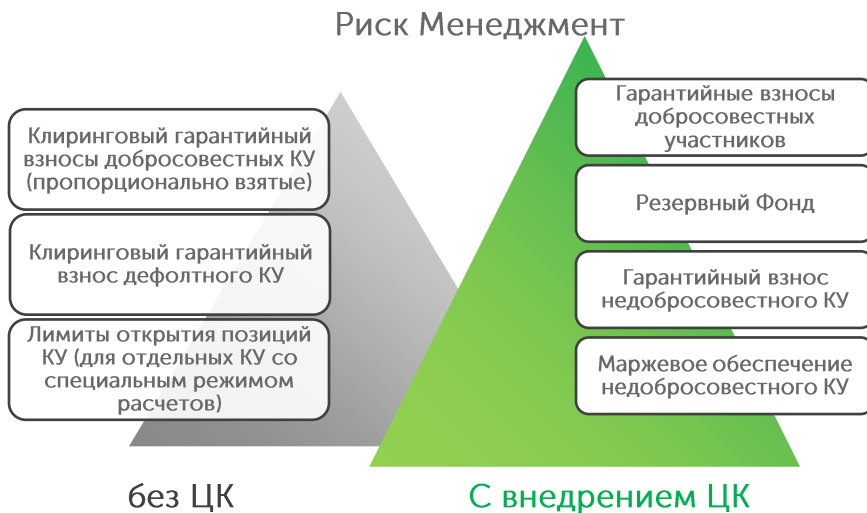 Риск Менеджмент
Клиринговый гарантийный
взносы добросовестных КУ
(пропорционально взятые)
Клиринговый гарантийный
взнос дефолтного КУ
Лимиты открытия позиций
КУ (для отдельных КУ со
специальным режимом
расчетов)
без ЦК
Гарантийные взносы
добросовестных
участников
Резервный Фонд
Гарантийный взнос
недобросовестного КУ
Маржевое обеспечение
недобросовестного КУ
С внедрением ЦК